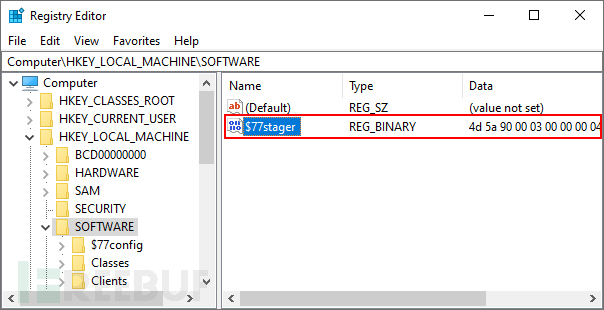 Registry Editor
File Edit View Favorites Help
Computer\HKEY_LOCAL_MACHINE\SOFTWARE
Computer
HKEY_CLASSES_ROOT
HKEY_CURRENT_USER
HKEY_LOCAL_MACHINE
BCD00000000
HARDWARE
SAM
SECURITY
SOFTWARE
$77config
Classes
Clients
Name Type Data
ab (Default) REG_SZ (value not set)
$77stager REG_BINARY 4d 5a 90 00 03 00 00 00 04
FREEBUF